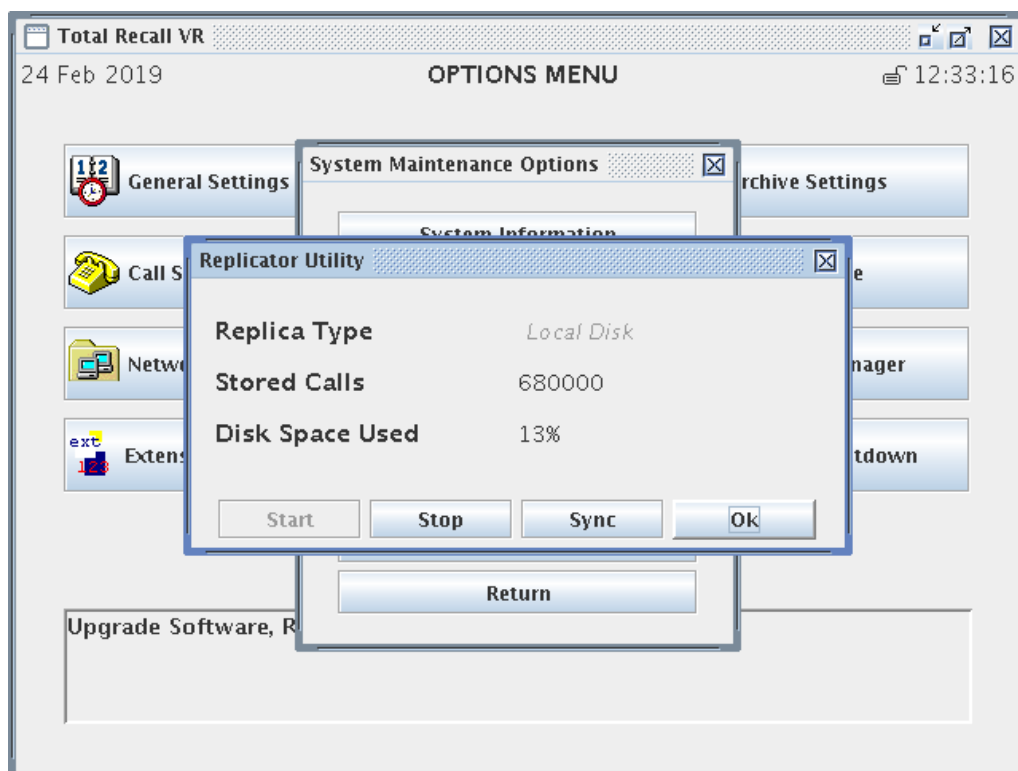 Total Recall VR
24 Feb 2019 OPTIONS MENU 12:33:16
General Settings
System Maintenance Options
rchive Settings
System Information
Call S
Replicator Utility
e
Replica Type Local Disk
Netw
nager
Stored Calls 680000
Disk Space Used 13%
ext
123
Extens
tdown
Start Stop Sync Ok
Return
Upgrade Software, R